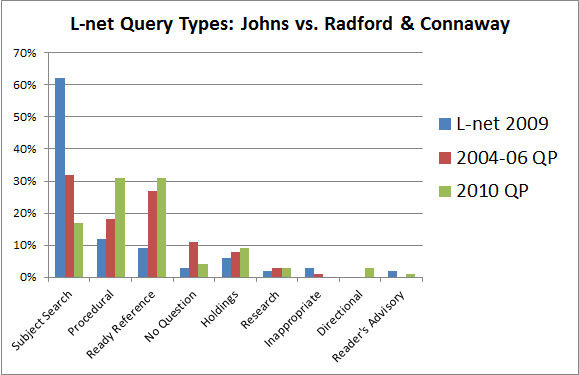 L-net Query Types: Johns vs. Radford & Connaway
70%
60%
50%
40%
30%
20%
10%
0%
Subject Search
Procedural
Ready Reference
No Question
Holdings
Research
Inappropriate
Directional
Reader's Advisory
L-net 2009
2004-06 QP
2010 QP